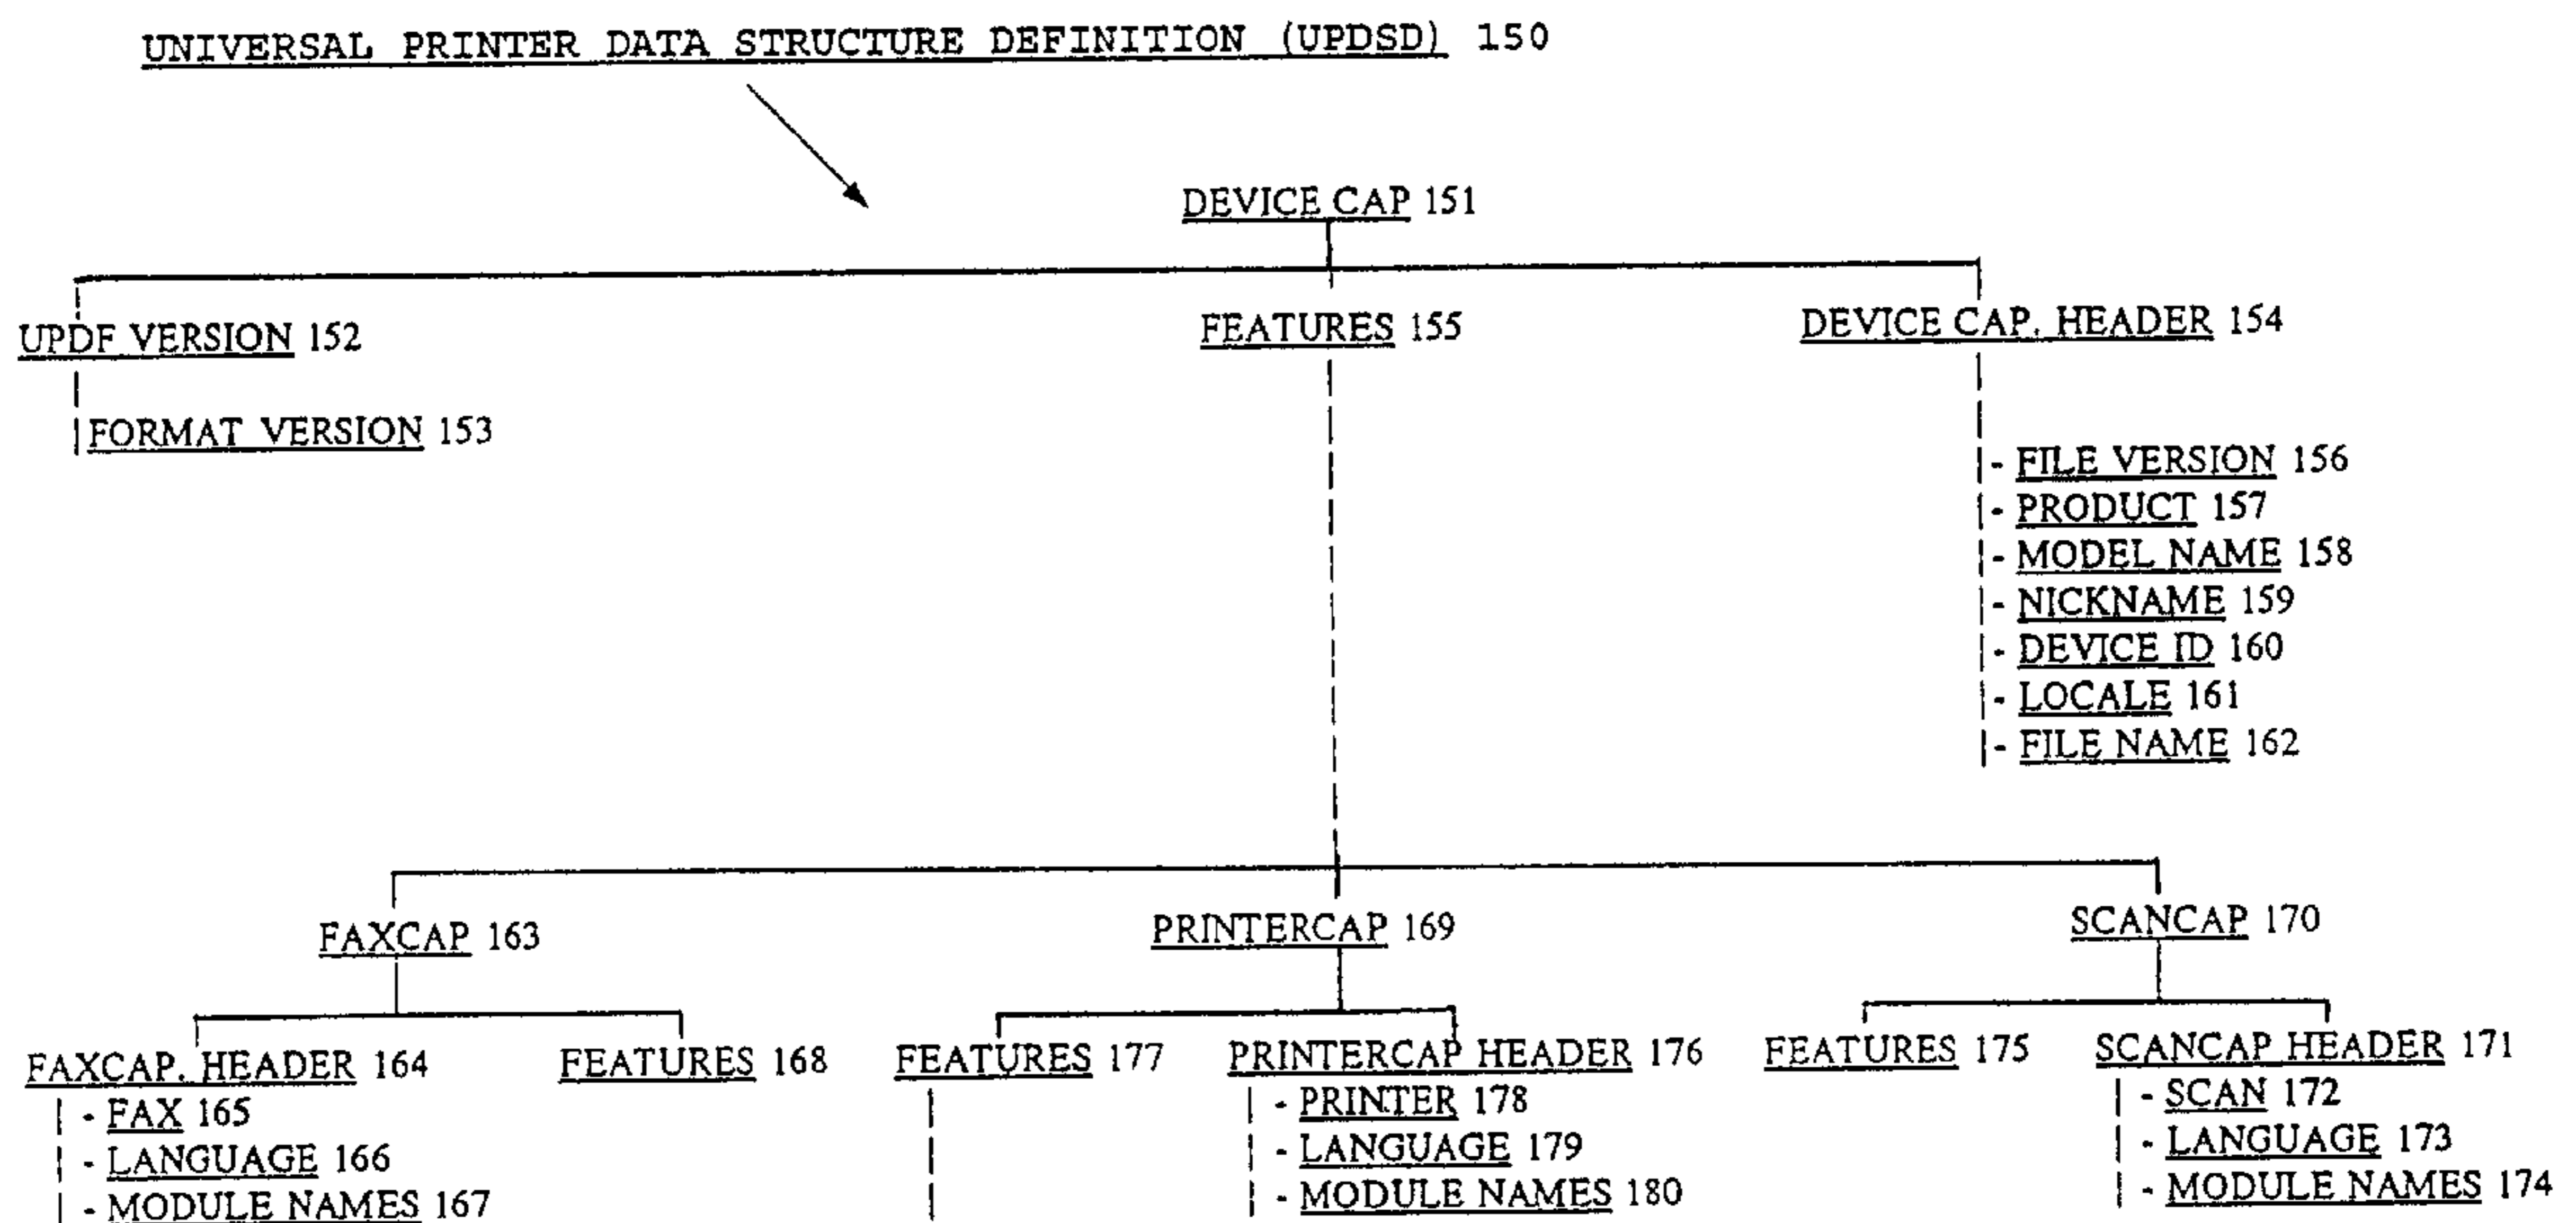 UNIVERSAL PRINTER DATA STRUCTURE DEFINITION (UPDSD) 150
DEVICE CAP 151
UPDF VERSION 152
FEATURES 155
DEVICE CAP. HEADER 154
FORMAT VERSION 153
- FILE VERSION 156
- PRODUCT 157
- MODEL NAME 158
- NICKNAME 159
- DEVICE ID 160
- LOCALE 161
- FILE NAME 162
FAXCAP 163
PRINTERCAP 169
SCANCAP 170
FAXCAP. HEADER 164
- FAX 165
- LANGUAGE 166
- MODULE NAMES 167
FEATURES 168
FEATURES 177
PRINTERCAP HEADER 176
- PRINTER 178
- LANGUAGE 179
- MODULE NAMES 180
FEATURES 175
SCANCAP HEADER 171
- SCAN 172
- LANGUAGE 173
- MODULE NAMES 174